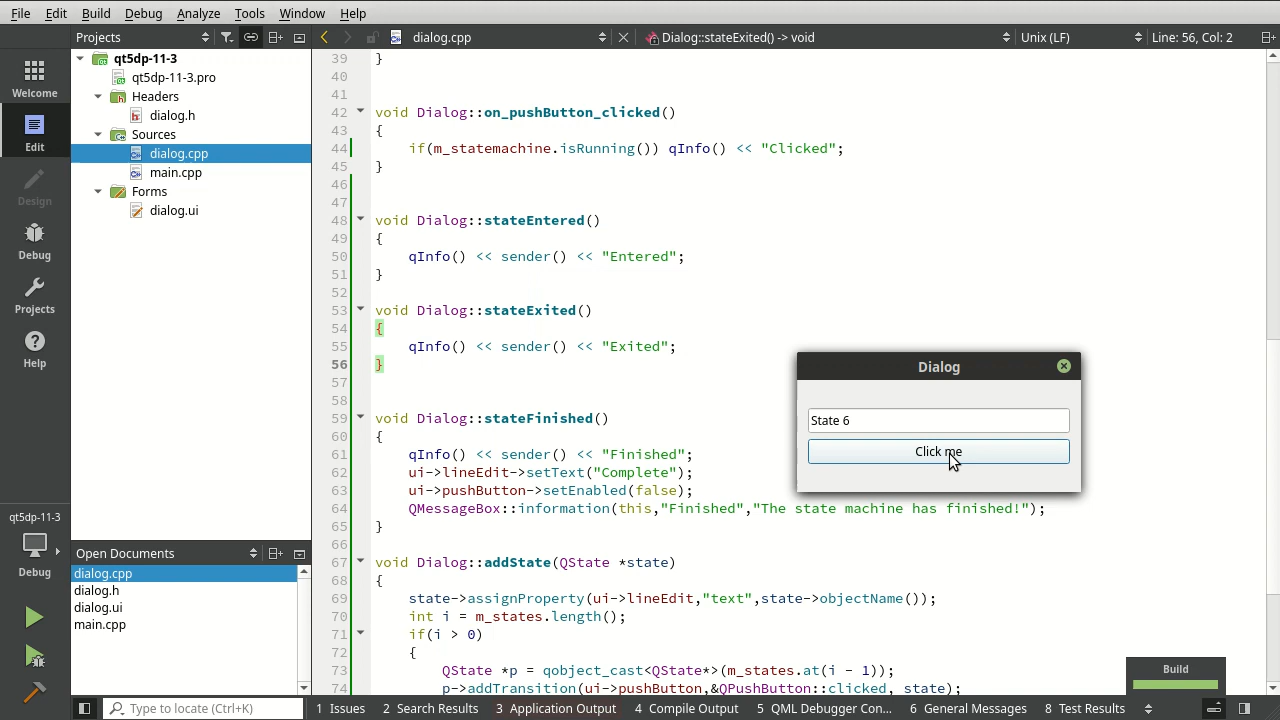 File Edit Build Debug Analyze Tools Window Help
Projects dialog.cpp Dialog::stateExited() -> void Unix (LF) Line: 56, Col: 2
Welcome
Edit
Design
Debug
Projects
Help
qt5dp-11-3
Debug
qt5dp-11-3
qt5dp-11-3.pro
Headers
dialog.h
Sources
dialog.cpp
main.cpp
Forms
dialog.ui
Open Documents
dialog.cpp
dialog.h
dialog.ui
main.cpp
39 }
40
41
42 void Dialog::on_pushButton_clicked()
43 {
44 if(m_statemachine.isRunning()) qInfo() << "Clicked";
45 }
46
47
48 void Dialog::stateEntered()
49 {
50 qInfo() << sender() << "Entered";
51 }
52
53 void Dialog::stateExited()
54 {
55 qInfo() << sender() << "Exited";
56 }
57
58
59 void Dialog::stateFinished()
60 {
61 qInfo() << sender() << "Finished";
62 ui->lineEdit->setText("Complete");
63 ui->pushButton->setEnabled(false);
64 QMessageBox::information(this,"Finished","The state machine has finished!");
65 }
66
67 void Dialog::addState(QState *state)
68 {
69 state->assignProperty(ui->lineEdit,"text",state->objectName());
70 int i = m_states.length();
71 if(i > 0)
72 {
73 QState *p = qobject_cast<QState*>(m_states.at(i - 1));
74 p->addTransition(ui->pushButton,&QPushButton::clicked, state);
Dialog
State 6
Click me
Build
Type to locate (Ctrl+K) 1 Issues 2 Search Results 3 Application Output 4 Compile Output 5 QML Debugger Con... 6 General Messages 8 Test Results